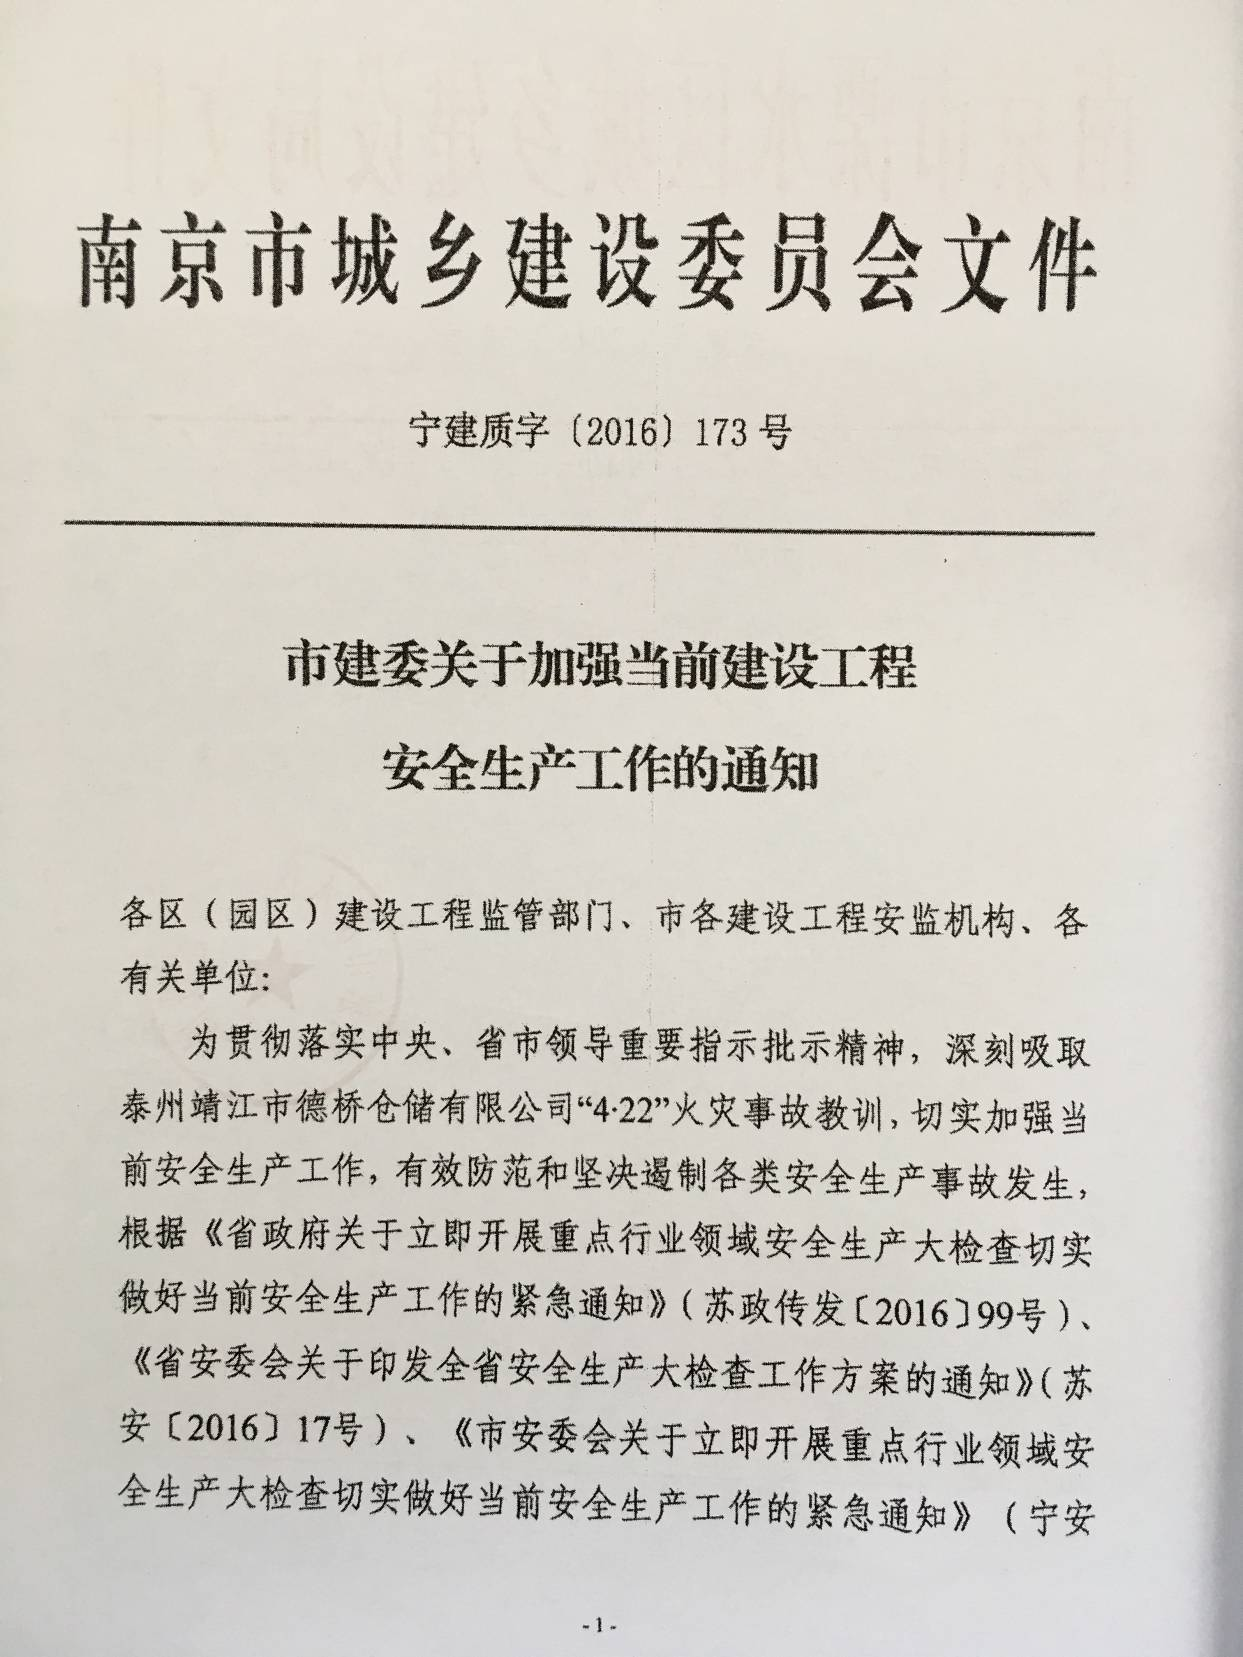 南京市城乡建设委员会文件
宁建质字〔2016〕173号
市建委关于加强当前建设工程
安全生产工作的通知
各区（园区）建设工程监管部门、市各建设工程安监机构、各
有关单位：
为贯彻落实中央、省市领导重要指示批示精神，深刻吸取
泰州靖江市德桥仓储有限公司“4·22”火灾事故教训，切实加强当
前安全生产工作，有效防范和坚决遏制各类安全生产事故发生，
根据《省政府关于立即开展重点行业领域安全生产大检查切实
做好当前安全生产工作的紧急通知》（苏政传发〔2016〕99号）、
《省安委会关于印发全省安全生产大检查工作方案的通知》（苏
安〔2016〕17号）、《市安委会关于立即开展重点行业领域安
全生产大检查切实做好当前安全生产工作的紧急通知》（宁安
-1-